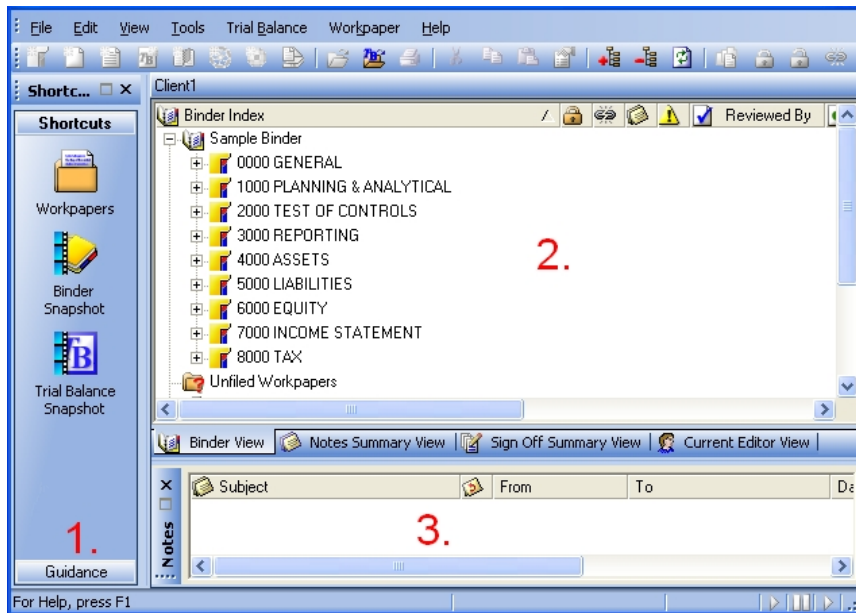 File Edit View Tools Trial Balance Workpaper Help
Shortc...
Client1
Shortcuts
Workpapers
Binder
Snapshot
Trial Balance
Snapshot
1.
Guidance
Binder Index Reviewed By
Sample Binder
0000 GENERAL
1000 PLANNING & ANALYTICAL
2000 TEST OF CONTROLS
3000 REPORTING
4000 ASSETS
5000 LIABILITIES
6000 EQUITY
7000 INCOME STATEMENT
8000 TAX
Unfiled Workpapers
2.
Binder View Notes Summary View Sign Off Summary View Current Editor View
Notes
Subject From To Da
3.
For Help, press F1